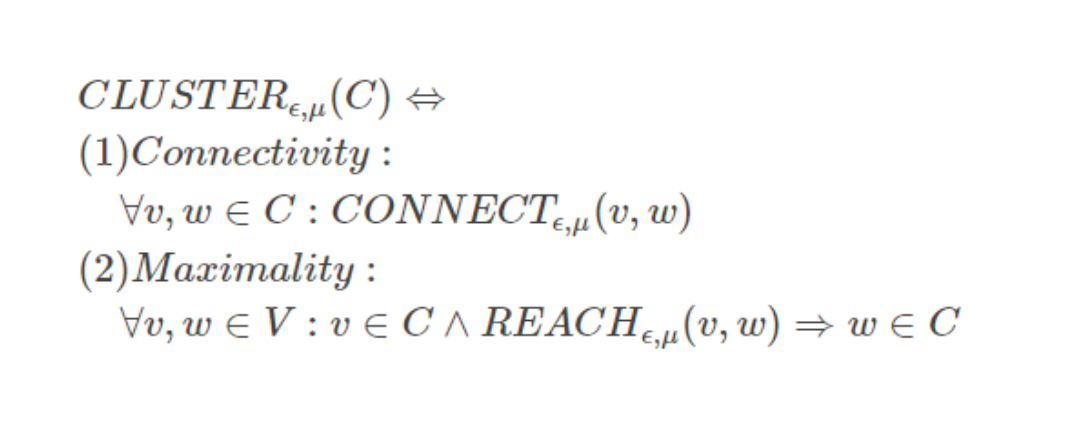 CLUSTER_{ϵ,μ}(C) ⇔
(1)Connectivity :
∀v, w ∈ C : CONNECT_{ϵ,μ}(v, w)
(2)Maximality :
∀v, w ∈ V : v ∈ C ∧ REACH_{ϵ,μ}(v, w) ⇒ w ∈ C